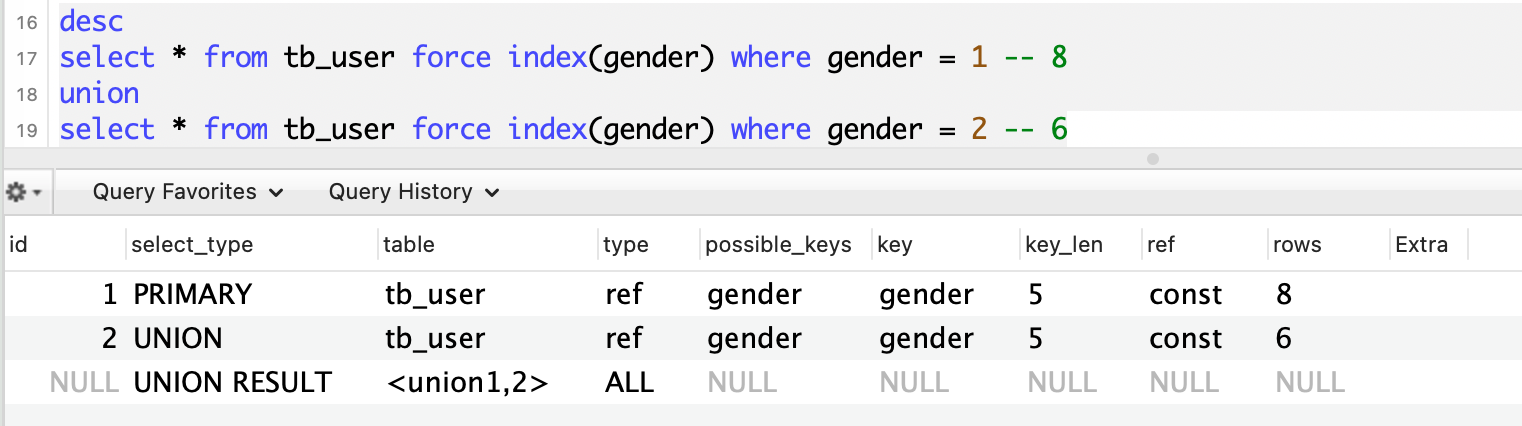 16 desc
17 select * from tb_user force index(gender) where gender = 1 -- 8
18 union
19 select * from tb_user force index(gender) where gender = 2 -- 6
Query Favorites Query History
id select_type table type possible_keys key key_len ref rows Extra
1 PRIMARY tb_user ref gender gender 5 const 8
2 UNION tb_user ref gender gender 5 const 6
NULL UNION RESULT <union1,2> ALL NULL NULL NULL NULL NULL